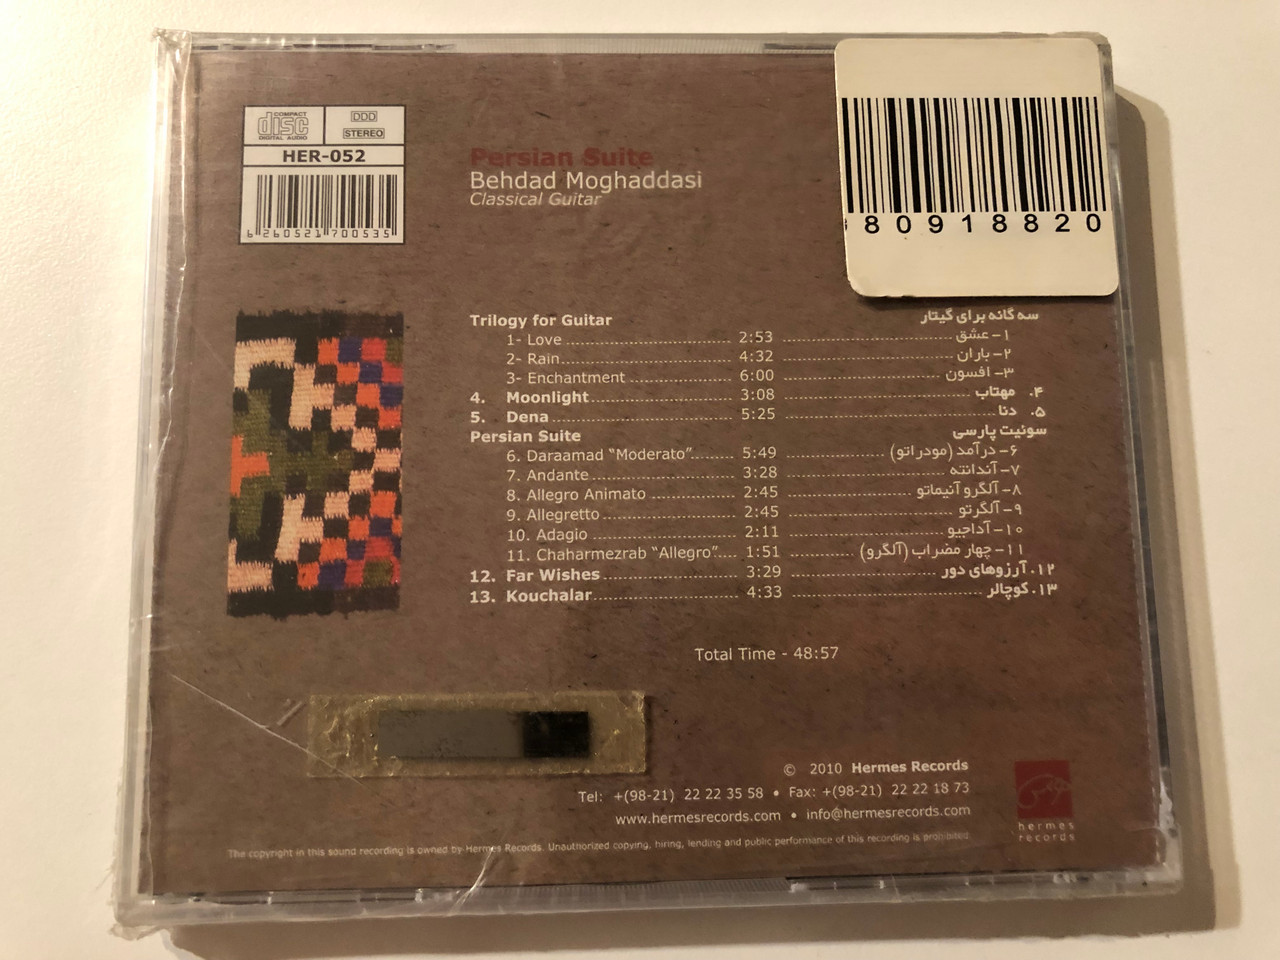 COMPACT
disc
DIGITAL AUDIO
DDD
STEREO
HER-052
6 260521 700535
80918820
Persian Suite
Behdad Moghaddasi
Classical Guitar
Trilogy for Guitar سه گانه برای گیتار
1- Love 2:53 ۱- عشق
2- Rain 4:32 ۲- باران
3- Enchantment 6:00 ۳- افسون
4. Moonlight 3:08 ۴. مهتاب
5. Dena 5:25 ۵. دنا
Persian Suite سوئیت پارسی
6. Daraamad “Moderato” 5:49 ۶- درآمد (مودراتو)
7. Andante 3:28 ۷- آندانته
8. Allegro Animato 2:45 ۸- آلگرو آنیماتو
9. Allegretto 2:45 ۹- آلگرتو
10. Adagio 2:11 ۱۰- آداجیو
11. Chaharmezrab “Allegro” 1:51 ۱۱- چهار مضراب (آلگرو)
12. Far Wishes 3:29 ۱۲. آرزوهای دور
13. Kouchalar 4:33 ۱۳. کوچالر
Total Time - 48:57
© 2010 Hermes Records
Tel: +(98-21) 22 22 35 58 • Fax: +(98-21) 22 22 18 73
www.hermesrecords.com • info@hermesrecords.com
hermes
records
The copyright in this sound recording is owned by Hermes Records. Unauthorized copying, hiring, lending and public performance of this recording is prohibited.